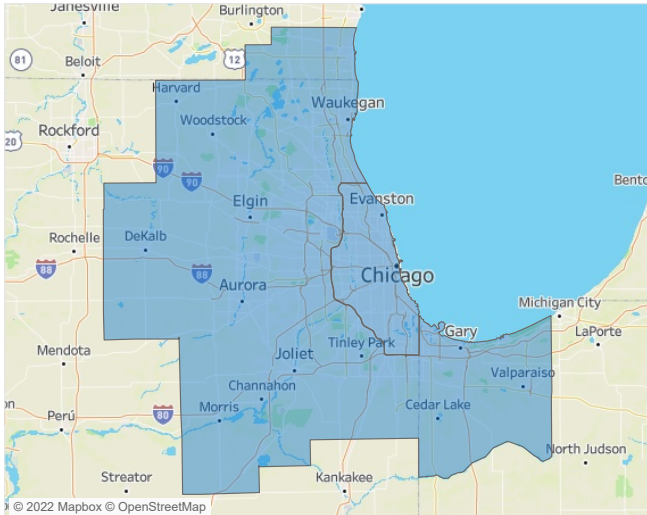 Janesville
Burlington
81
Beloit
12
Harvard
Waukegan
Woodstock
Rockford
20
90
90
Bento
Elgin
Evanston
Rochelle
DeKalb
88
88
Chicago
Aurora
Michigan City
Gary
LaPorte
Mendota
Joliet
Tinley Park
Valparaiso
Channahon
on
Perú
80
Morris
Cedar Lake
North Judson
Streator
Kankakee
© 2022 Mapbox © OpenStreetMap